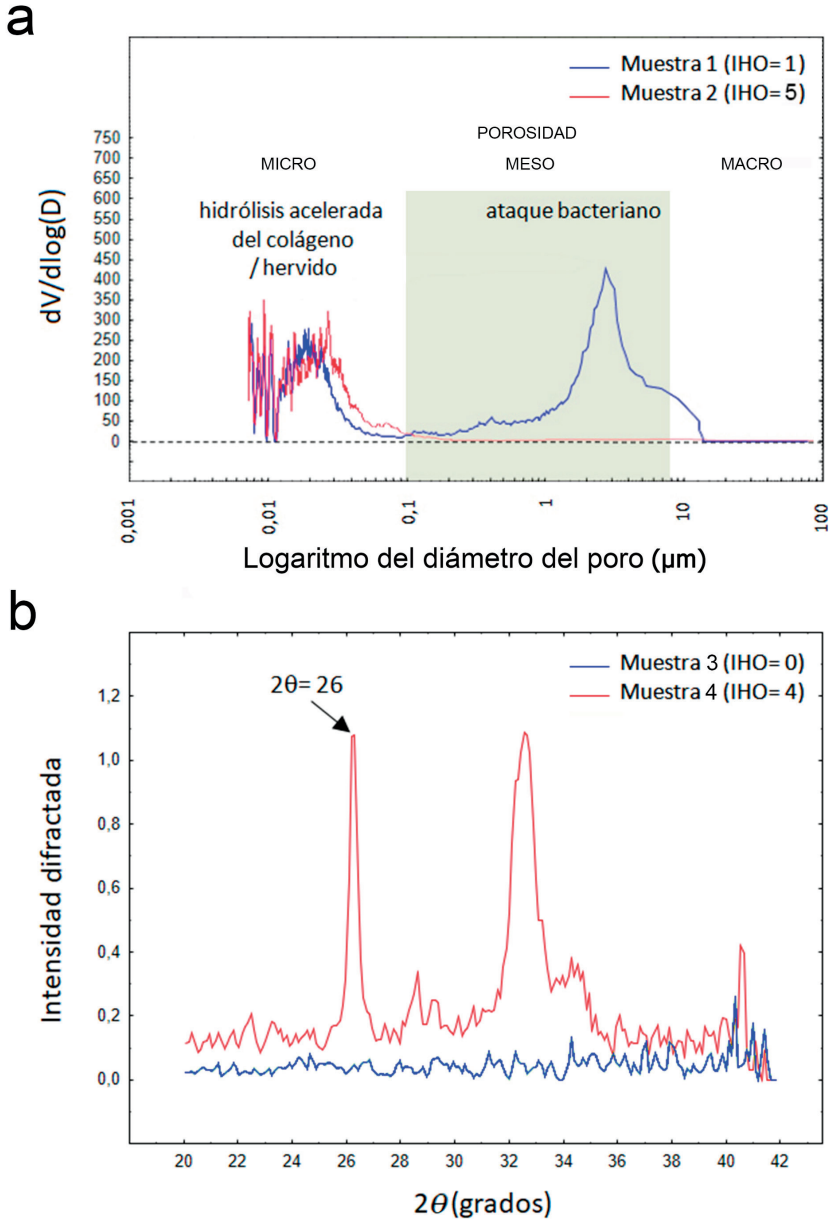 a
Muestra 1 (IHO= 1)
Muestra 2 (IHO= 5)
POROSIDAD
MICRO MESO MACRO
750
700
650
600
550
500
450
400
350
300
250
200
150
100
50
0
hidrólisis acelerada
del colágeno
/ hervido
ataque bacteriano
dV/dlog(D)
0,001 0,01 0,1 1 10 100
Logaritmo del diámetro del poro (µm)
b
Muestra 3 (IHO= 0)
Muestra 4 (IHO= 4)
2θ= 26
1,2
1,0
0,8
0,6
0,4
0,2
0,0
Intensidad difractada
20 22 24 26 28 30 32 34 36 38 40 42
2θ (grados)